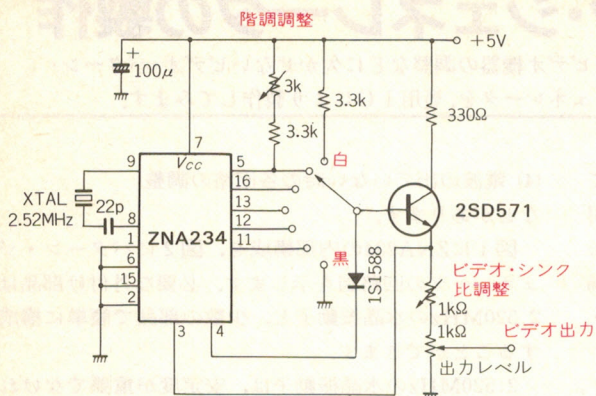 階調調整
+5V
+
100μ
3k
3.3k
3.3k
330Ω
7
VCC
9
5
白
16
XTAL
2.52MHz
22p
8
13
12
2SD571
1
ZNA234
11
6
15
2
黒
1S1588
ビデオ・シンク
比調整
1kΩ
1kΩ
ビデオ出力
出力レベル
3
4